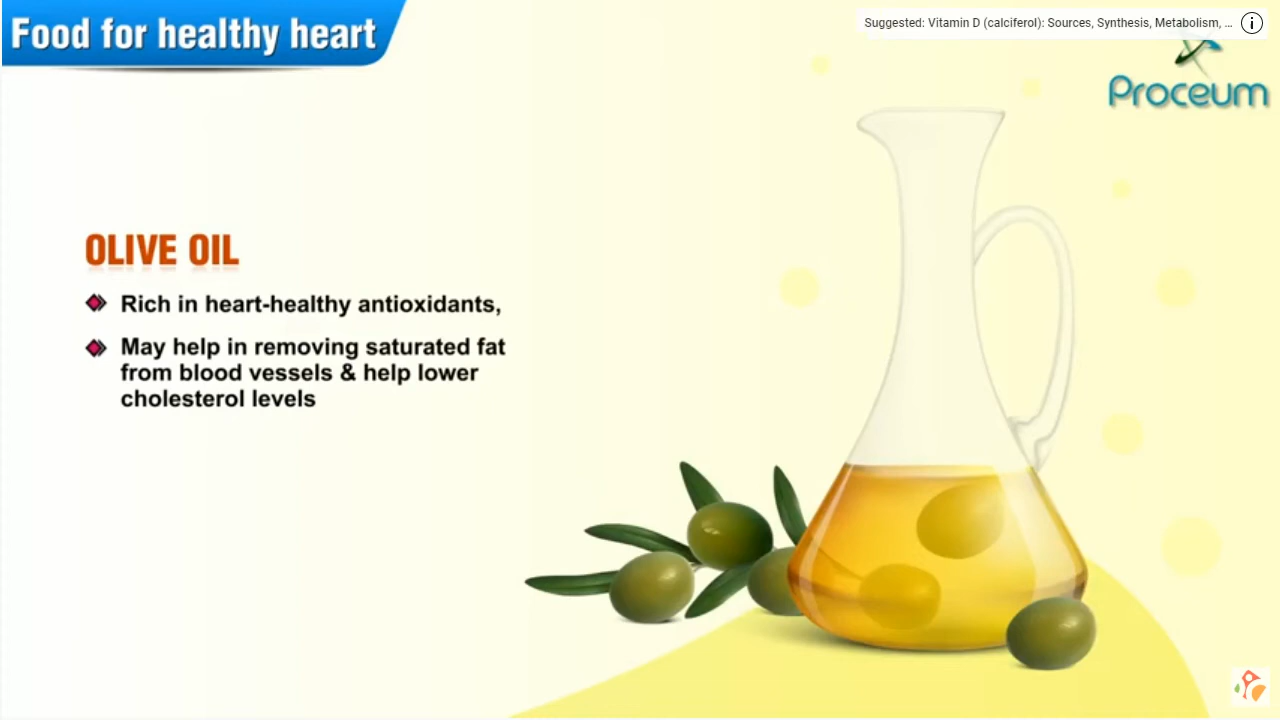 Food for healthy heart
Suggested: Vitamin D (calciferol): Sources, Synthesis, Metabolism, ...
Proceum
OLIVE OIL
Rich in heart-healthy antioxidants,
May help in removing saturated fat
from blood vessels & help lower
cholesterol levels